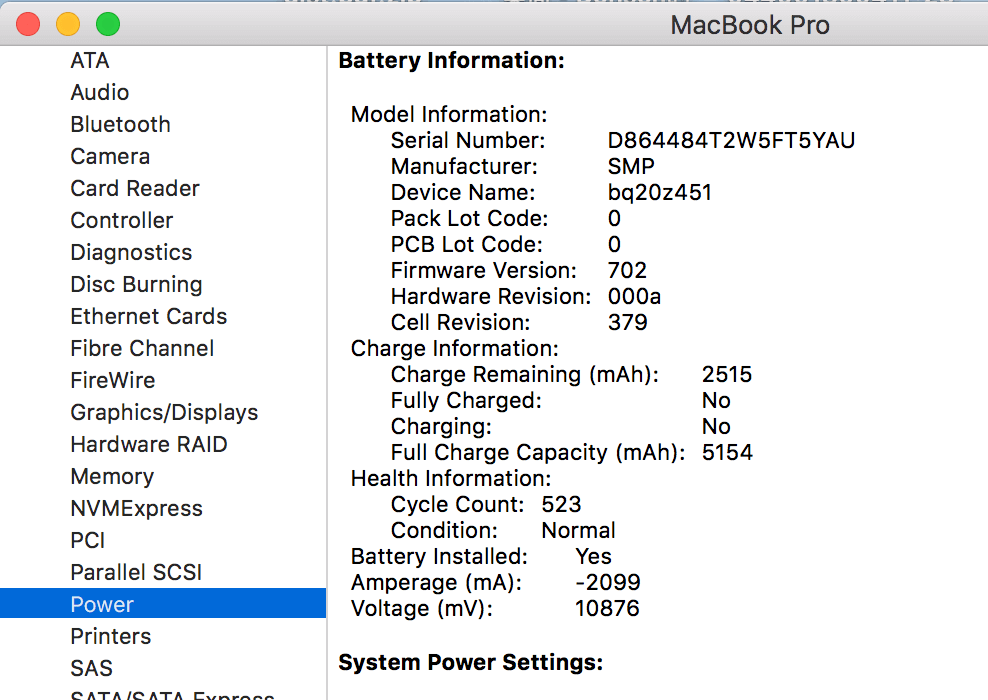 MacBook Pro
ATA
Audio
Bluetooth
Camera
Card Reader
Controller
Diagnostics
Disc Burning
Ethernet Cards
Fibre Channel
FireWire
Graphics/Displays
Hardware RAID
Memory
NVMExpress
PCI
Parallel SCSI
Power
Printers
SAS
SATA/SATA Express
Battery Information:
Model Information:
Serial Number: D864484T2W5FT5YAU
Manufacturer: SMP
Device Name: bq20z451
Pack Lot Code: 0
PCB Lot Code: 0
Firmware Version: 702
Hardware Revision: 000a
Cell Revision: 379
Charge Information:
Charge Remaining (mAh): 2515
Fully Charged: No
Charging: No
Full Charge Capacity (mAh): 5154
Health Information:
Cycle Count: 523
Condition: Normal
Battery Installed: Yes
Amperage (mA): -2099
Voltage (mV): 10876
System Power Settings: